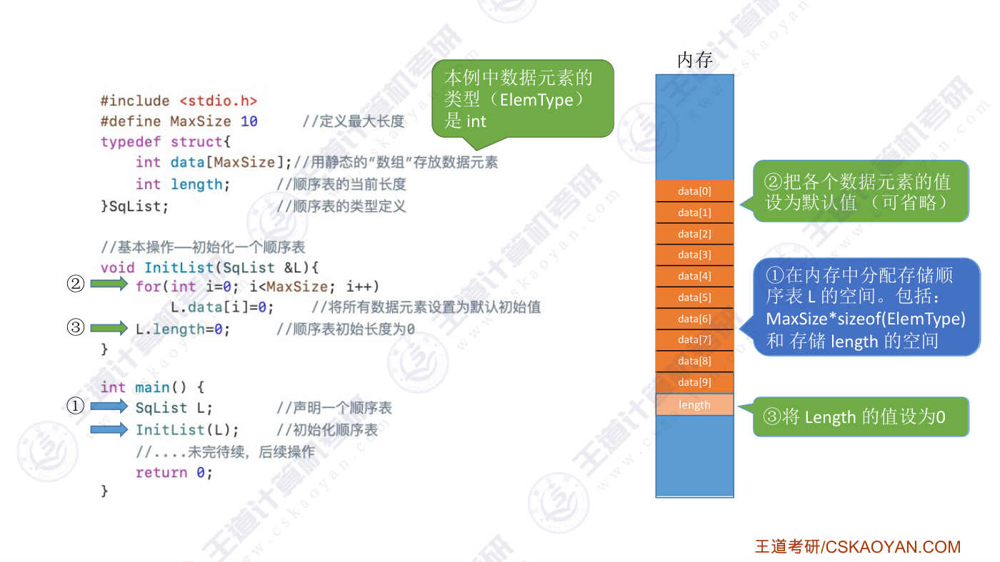 #include <stdio.h>
#define MaxSize 10 //定义最大长度
typedef struct{
int data[MaxSize];//用静态的“数组”存放数据元素
int length; //顺序表的当前长度
}SqList; //顺序表的类型定义
//基本操作——初始化一个顺序表
void InitList(SqList &L){
② for(int i=0; i<MaxSize; i++)
L.data[i]=0; //将所有数据元素设置为默认初始值
③ L.length=0; //顺序表初始长度为0
}
int main() {
① SqList L; //声明一个顺序表
InitList(L); //初始化顺序表
//....未完待续，后续操作
return 0;
}
本例中数据元素的
类型（ElemType）
是 int
内存
data[0]
data[1]
data[2]
data[3]
data[4]
data[5]
data[6]
data[7]
data[8]
data[9]
length
②把各个数据元素的值
设为默认值（可省略）
①在内存中分配存储顺
序表 L 的空间。包括：
MaxSize*sizeof(ElemType)
和 存储 length 的空间
③将 Length 的值设为0
王道考研/CSKAOYAN.COM
王道计算机考研
www.cskaoyan.com